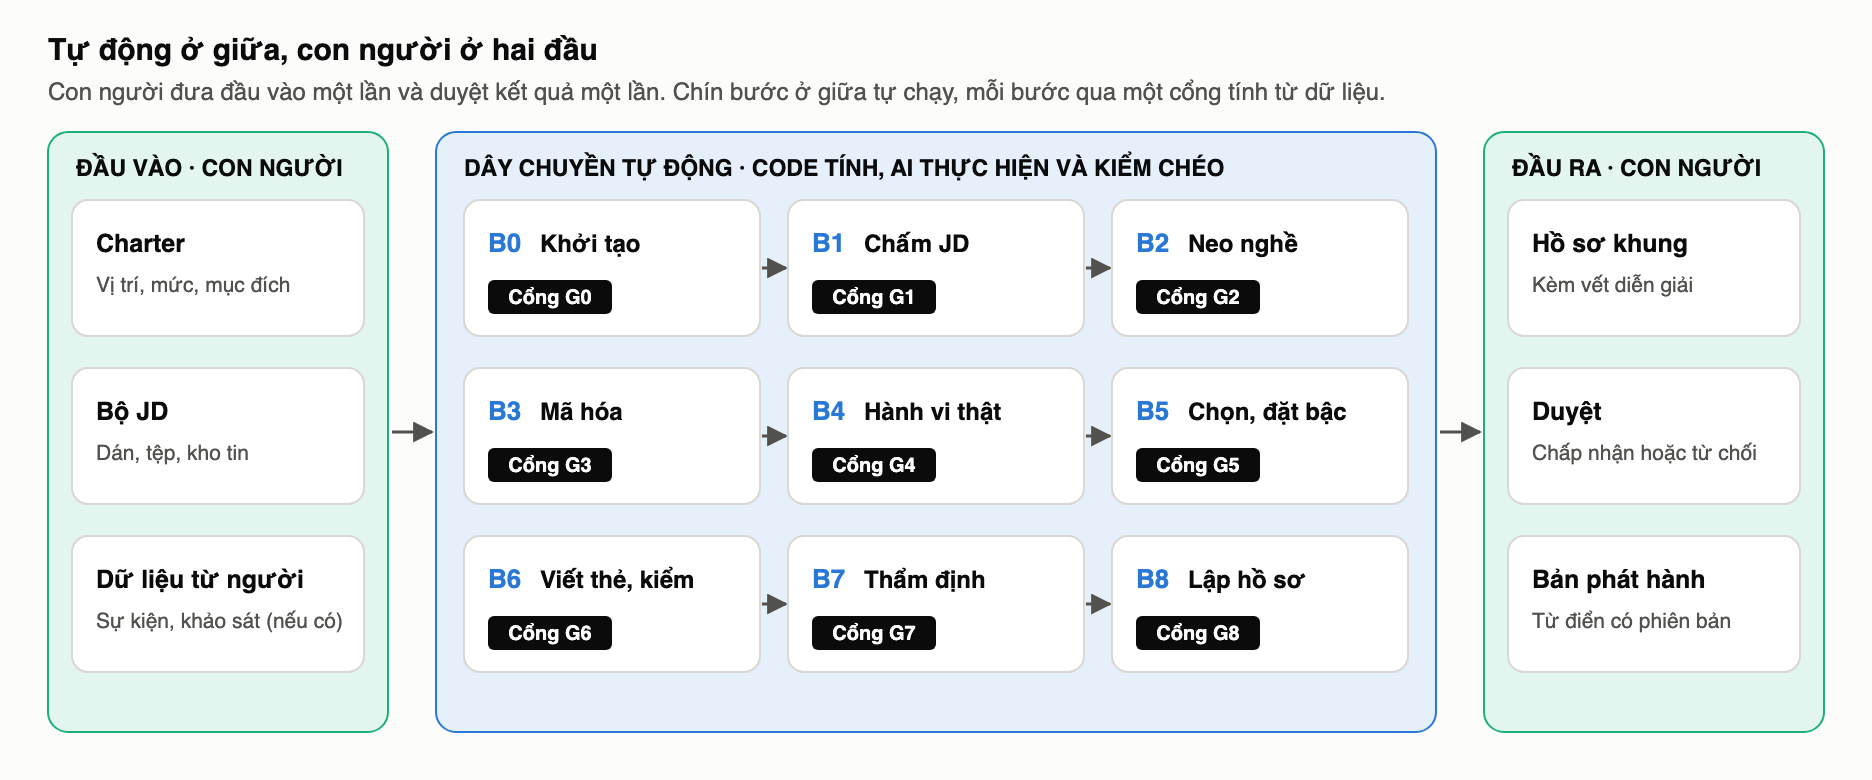 Tự động ở giữa, con người ở hai đầu
Con người đưa đầu vào một lần và duyệt kết quả một lần. Chín bước ở giữa tự chạy, mỗi bước qua một cổng tính từ dữ liệu.
ĐẦU VÀO · CON NGƯỜI
Charter
Vị trí, mức, mục đích
Bộ JD
Dán, tệp, kho tin
Dữ liệu từ người
Sự kiện, khảo sát (nếu có)
DÂY CHUYỀN TỰ ĐỘNG · CODE TÍNH, AI THỰC HIỆN VÀ KIỂM CHÉO
B0 Khởi tạo
Cổng G0
B1 Chấm JD
Cổng G1
B2 Neo nghề
Cổng G2
B3 Mã hóa
Cổng G3
B4 Hành vi thật
Cổng G4
B5 Chọn, đặt bậc
Cổng G5
B6 Viết thẻ, kiểm
Cổng G6
B7 Thẩm định
Cổng G7
B8 Lập hồ sơ
Cổng G8
ĐẦU RA · CON NGƯỜI
Hồ sơ khung
Kèm vết diễn giải
Duyệt
Chấp nhận hoặc từ chối
Bản phát hành
Từ điển có phiên bản